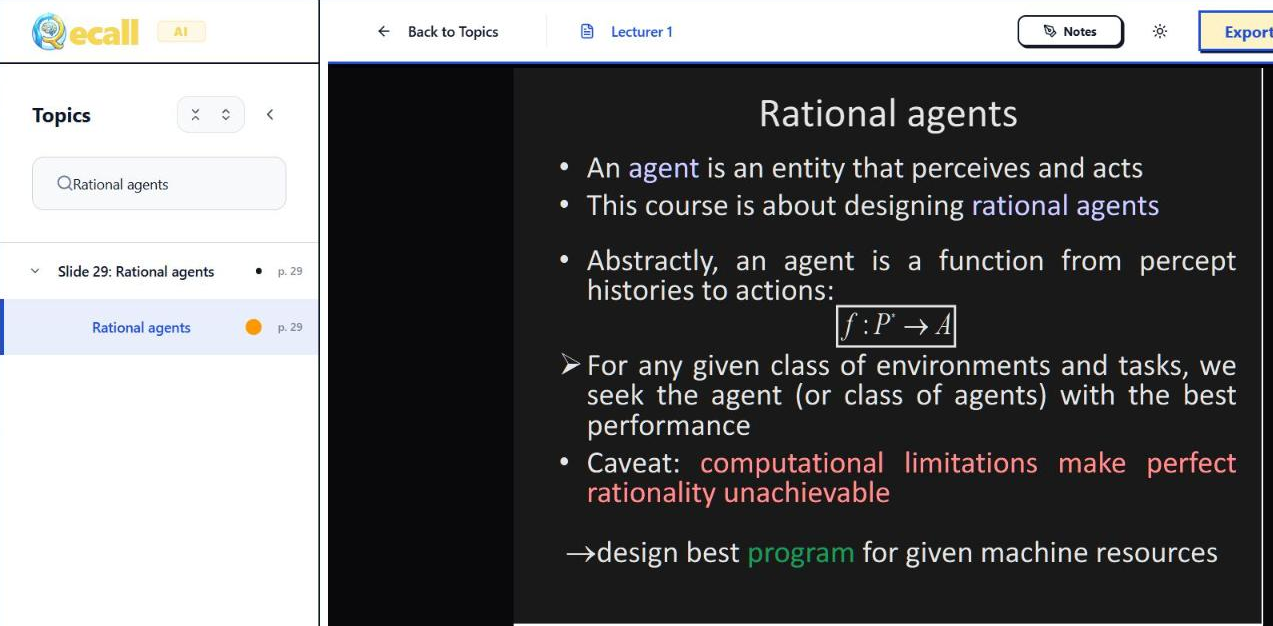 Recall AI
Back to Topics
Lecturer 1
Notes
Export
Topics
Rational agents
Slide 29: Rational agents • p. 29
Rational agents p. 29
Rational agents
• An agent is an entity that perceives and acts
• This course is about designing rational agents
• Abstractly, an agent is a function from percept
histories to actions:
f : P* → A
➢ For any given class of environments and tasks, we
seek the agent (or class of agents) with the best
performance
• Caveat: computational limitations make perfect
rationality unachievable
→design best program for given machine resources